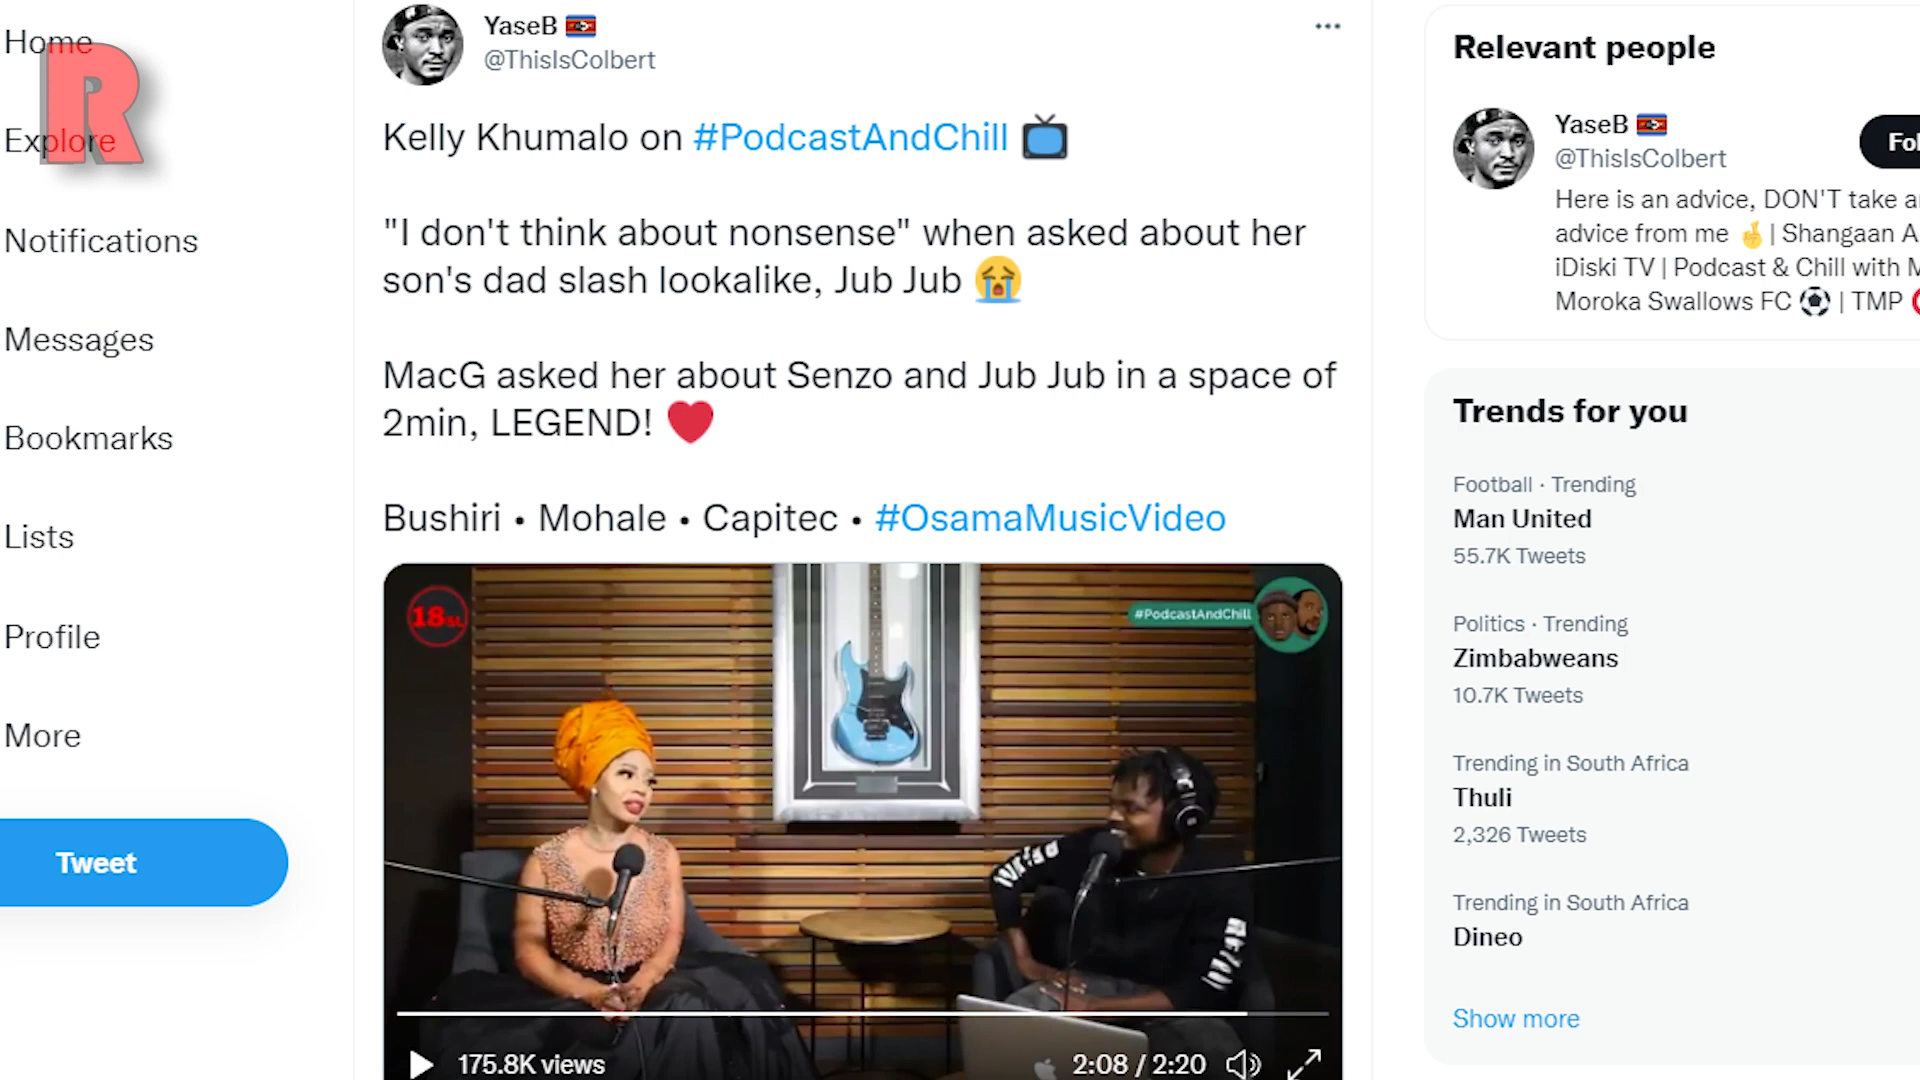 Home
Explore
R
Notifications
Messages
Bookmarks
Lists
Profile
More
Tweet
YaseB
@ThisIsColbert
Kelly Khumalo on #PodcastAndChill
"I don't think about nonsense" when asked about her
son's dad slash lookalike, Jub Jub
MacG asked her about Senzo and Jub Jub in a space of
2min, LEGEND!
Bushiri • Mohale • Capitec • #OsamaMusicVideo
18SL
#PodcastAndChill
175.8K views
2:08 / 2:20
Relevant people
YaseB
@ThisIsColbert
Fol
Here is an advice, DON'T take a
advice from me | Shangaan A
iDiski TV | Podcast & Chill with M
Moroka Swallows FC | TMP
Trends for you
Football · Trending
Man United
55.7K Tweets
Politics · Trending
Zimbabweans
10.7K Tweets
Trending in South Africa
Thuli
2,326 Tweets
Trending in South Africa
Dineo
Show more